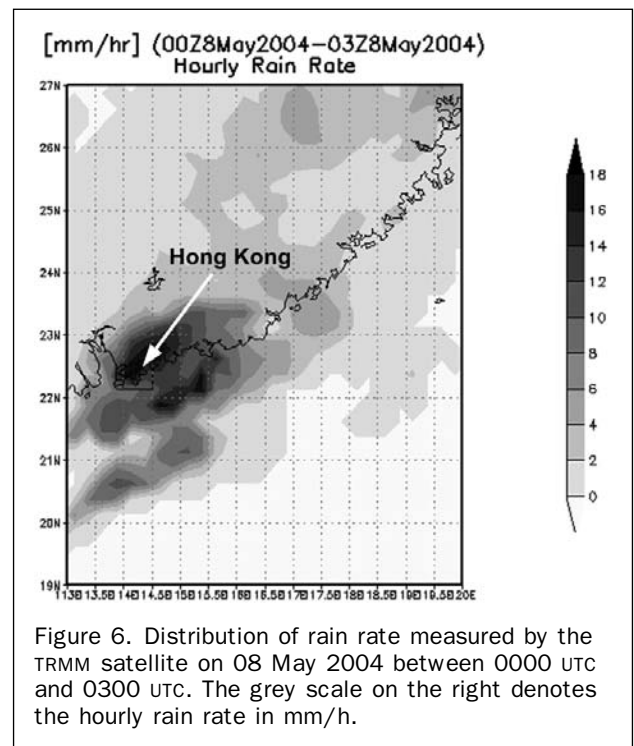 [mm/hr] (00Z8May2004–03Z8May2004)
Hourly Rain Rate
27N
26N
25N
24N
23N
22N
21N
20N
19N
Hong Kong
18
16
14
12
10
8
6
4
2
0
Figure 6. Distribution of rain rate measured by the
TRMM satellite on 08 May 2004 between 0000 UTC
and 0300 UTC. The grey scale on the right denotes
the hourly rain rate in mm/h.